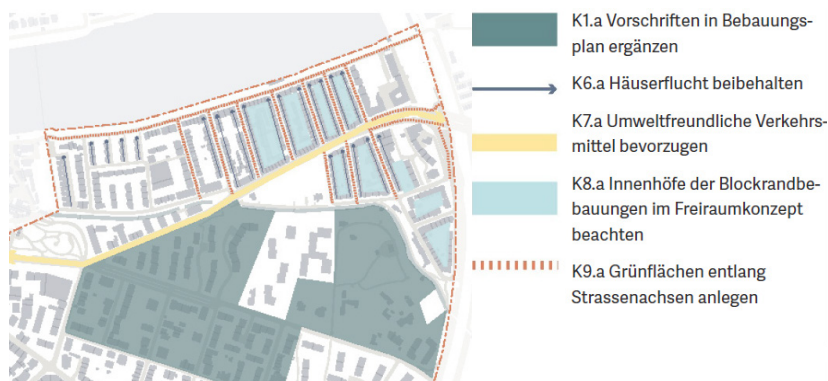 K1.a Vorschriften in Bebauungs-
plan ergänzen
K6.a Häuserflucht beibehalten
K7.a Umweltfreundliche Verkehrs-
mittel bevorzugen
K8.a Innenhöfe der Blockrandbe-
bauungen im Freiraumkonzept
beachten
K9.a Grünflächen entlang
Strassenachsen anlegen